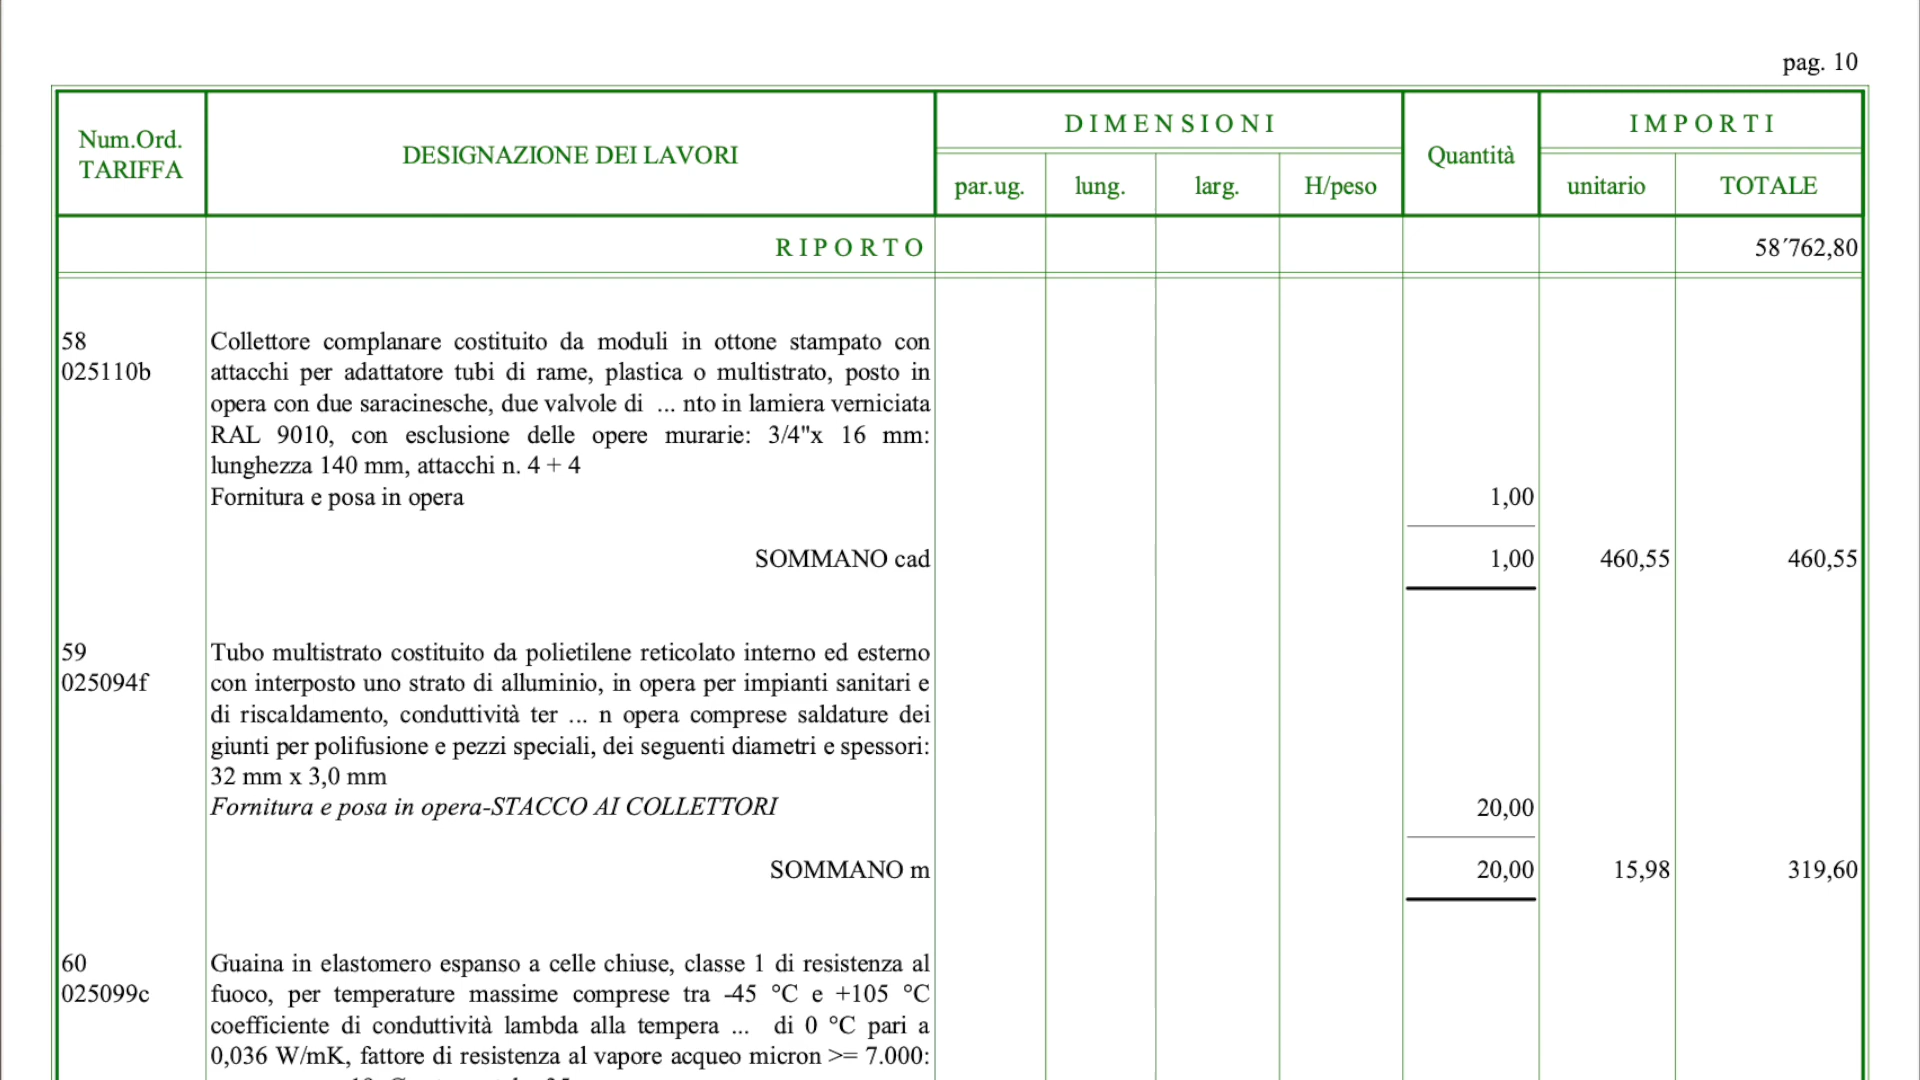 pag. 10
Num.Ord.
TARIFFA
DESIGNAZIONE DEI LAVORI
D I M E N S I O N I
Quantità
I M P O R T I
par.ug. lung. larg. H/peso unitario TOTALE
R I P O R T O 58´762,80
58
025110b
Collettore complanare costituito da moduli in ottone stampato con
attacchi per adattatore tubi di rame, plastica o multistrato, posto in
opera con due saracinesche, due valvole di ... nto in lamiera verniciata
RAL 9010, con esclusione delle opere murarie: 3/4"x 16 mm:
lunghezza 140 mm, attacchi n. 4 + 4
Fornitura e posa in opera 1,00
SOMMANO cad 1,00 460,55 460,55
59
025094f
Tubo multistrato costituito da polietilene reticolato interno ed esterno
con interposto uno strato di alluminio, in opera per impianti sanitari e
di riscaldamento, conduttività ter ... n opera comprese saldature dei
giunti per polifusione e pezzi speciali, dei seguenti diametri e spessori:
32 mm x 3,0 mm
Fornitura e posa in opera-STACCO AI COLLETTORI 20,00
SOMMANO m 20,00 15,98 319,60
60
025099c
Guaina in elastomero espanso a celle chiuse, classe 1 di resistenza al
fuoco, per temperature massime comprese tra -45 °C e +105 °C
coefficiente di conduttività lambda alla tempera ... di 0 °C pari a
0,036 W/mK, fattore di resistenza al vapore acqueo micron >= 7.000: